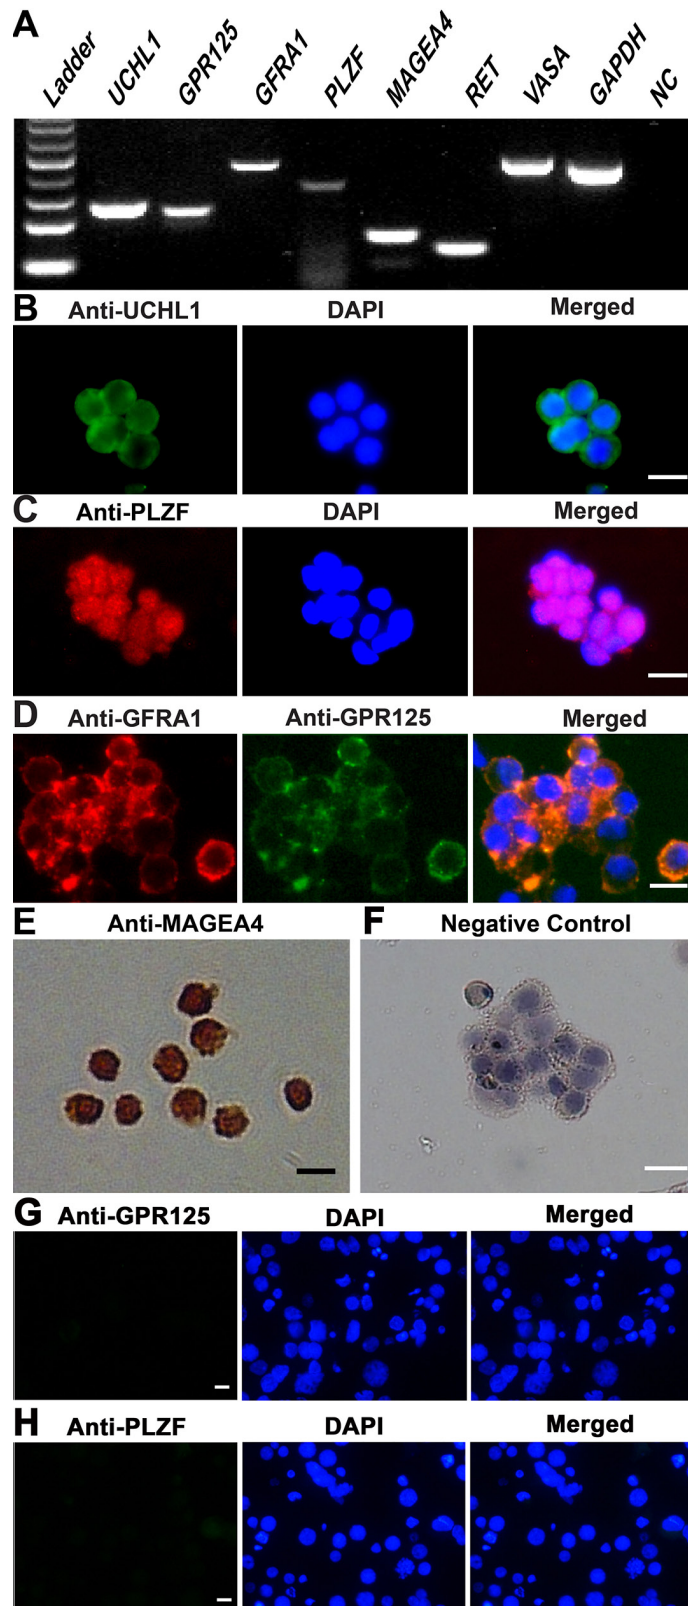 A
Ladder UCHL1 GPR125 GFRA1 PLZF MAGEA4 RET VASA GAPDH NC
B Anti-UCHL1 DAPI Merged
C Anti-PLZF DAPI Merged
D Anti-GFRA1 Anti-GPR125 Merged
E Anti-MAGEA4 F Negative Control
G Anti-GPR125 DAPI Merged
H Anti-PLZF DAPI Merged